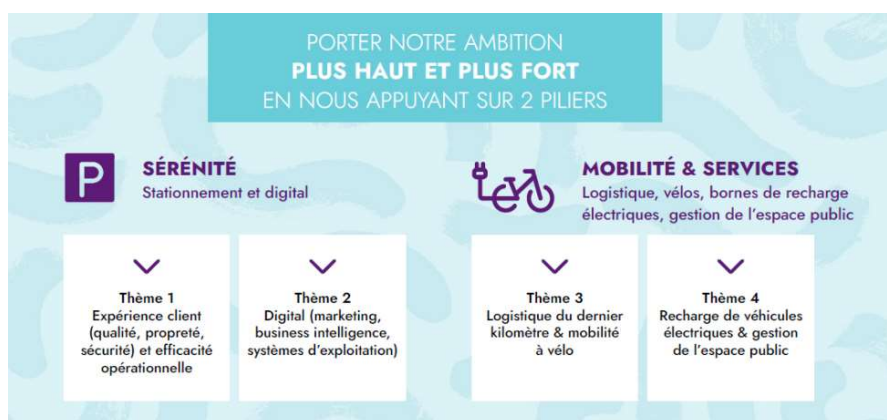 PORTER NOTRE AMBITION
PLUS HAUT ET PLUS FORT
EN NOUS APPUYANT SUR 2 PILIERS
P
SÉRÉNITÉ
Stationnement et digital
MOBILITÉ & SERVICES
Logistique, vélos, bornes de recharge
électriques, gestion de l'espace public
Thème 1
Expérience client
(qualité, propreté,
sécurité) et efficacité
opérationnelle
Thème 2
Digital (marketing,
business intelligence,
systèmes d'exploitation)
Thème 3
Logistique du dernier
kilomètre & mobilité
à vélo
Thème 4
Recharge de véhicules
électriques & gestion
de l'espace public